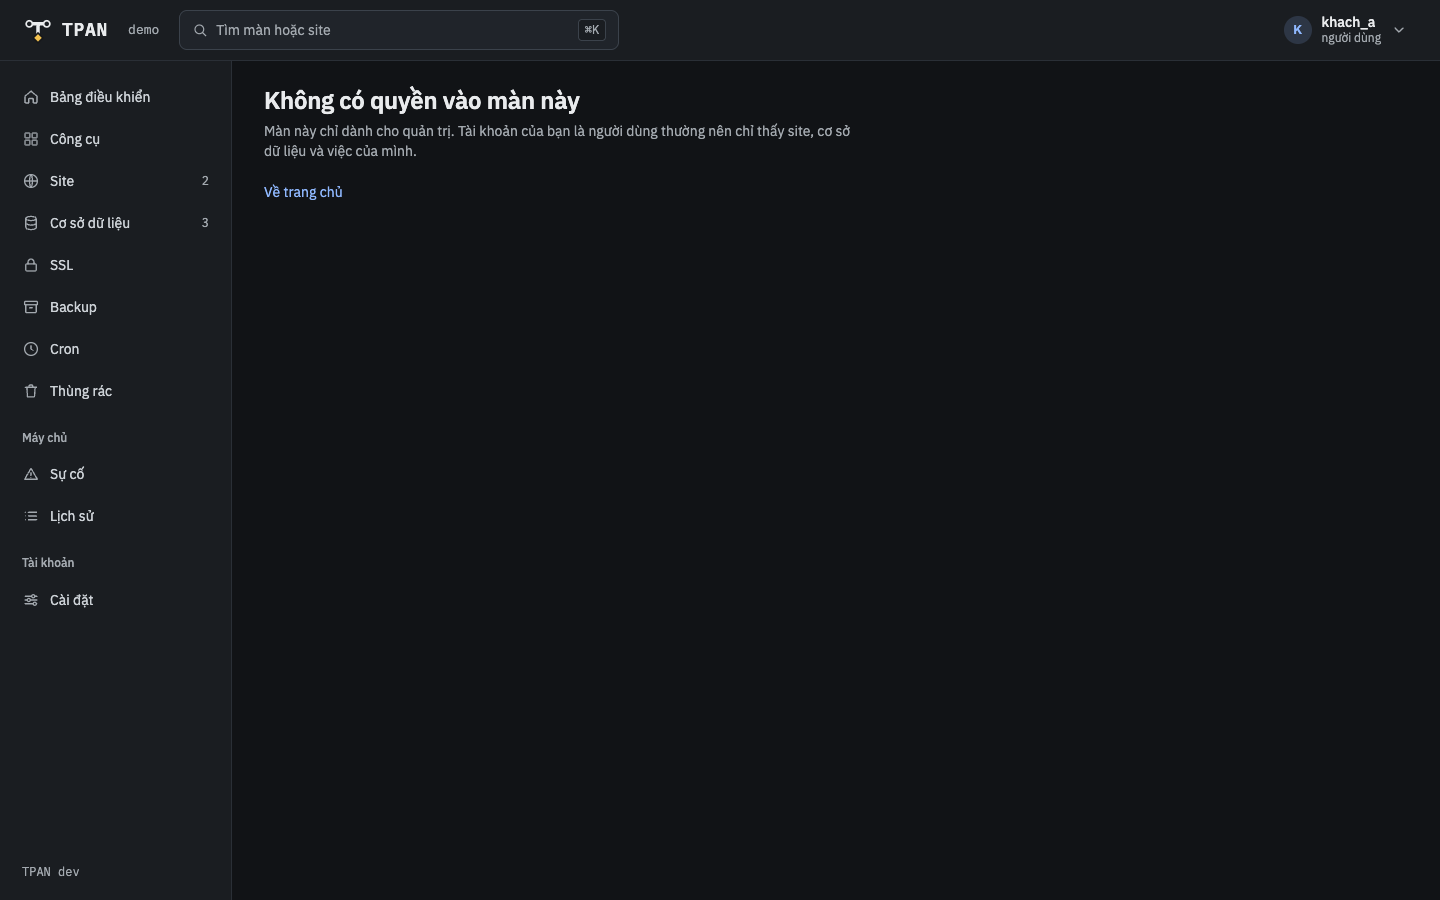 TPAN
demo
Tìm màn hoặc site
⌘K
K
khach_a
người dùng
Bảng điều khiển
Công cụ
Site 2
Cơ sở dữ liệu 3
SSL
Backup
Cron
Thùng rác
Máy chủ
Sự cố
Lịch sử
Tài khoản
Cài đặt
TPAN dev
Không có quyền vào màn này
Màn này chỉ dành cho quản trị. Tài khoản của bạn là người dùng thường nên chỉ thấy site, cơ sở
dữ liệu và việc của mình.
Về trang chủ